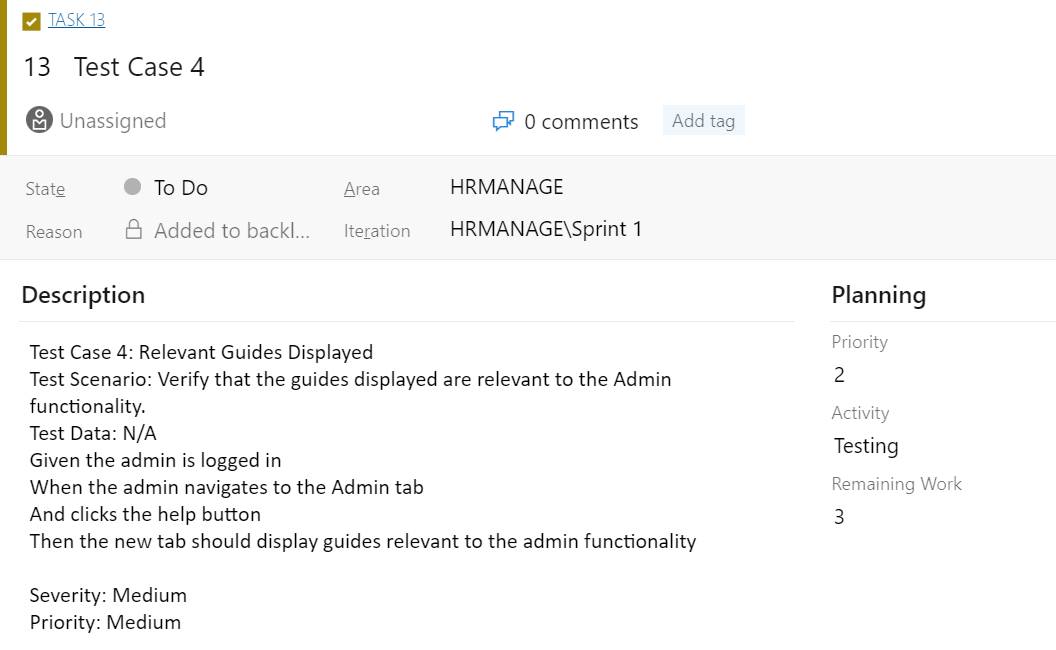 TASK 13
13 Test Case 4
Unassigned
0 comments
Add tag
State To Do Area HRMANAGE
Reason Added to backl... Iteration HRMANAGE\Sprint 1
Description
Test Case 4: Relevant Guides Displayed
Test Scenario: Verify that the guides displayed are relevant to the Admin
functionality.
Test Data: N/A
Given the admin is logged in
When the admin navigates to the Admin tab
And clicks the help button
Then the new tab should display guides relevant to the admin functionality
Severity: Medium
Priority: Medium
Planning
Priority
2
Activity
Testing
Remaining Work
3